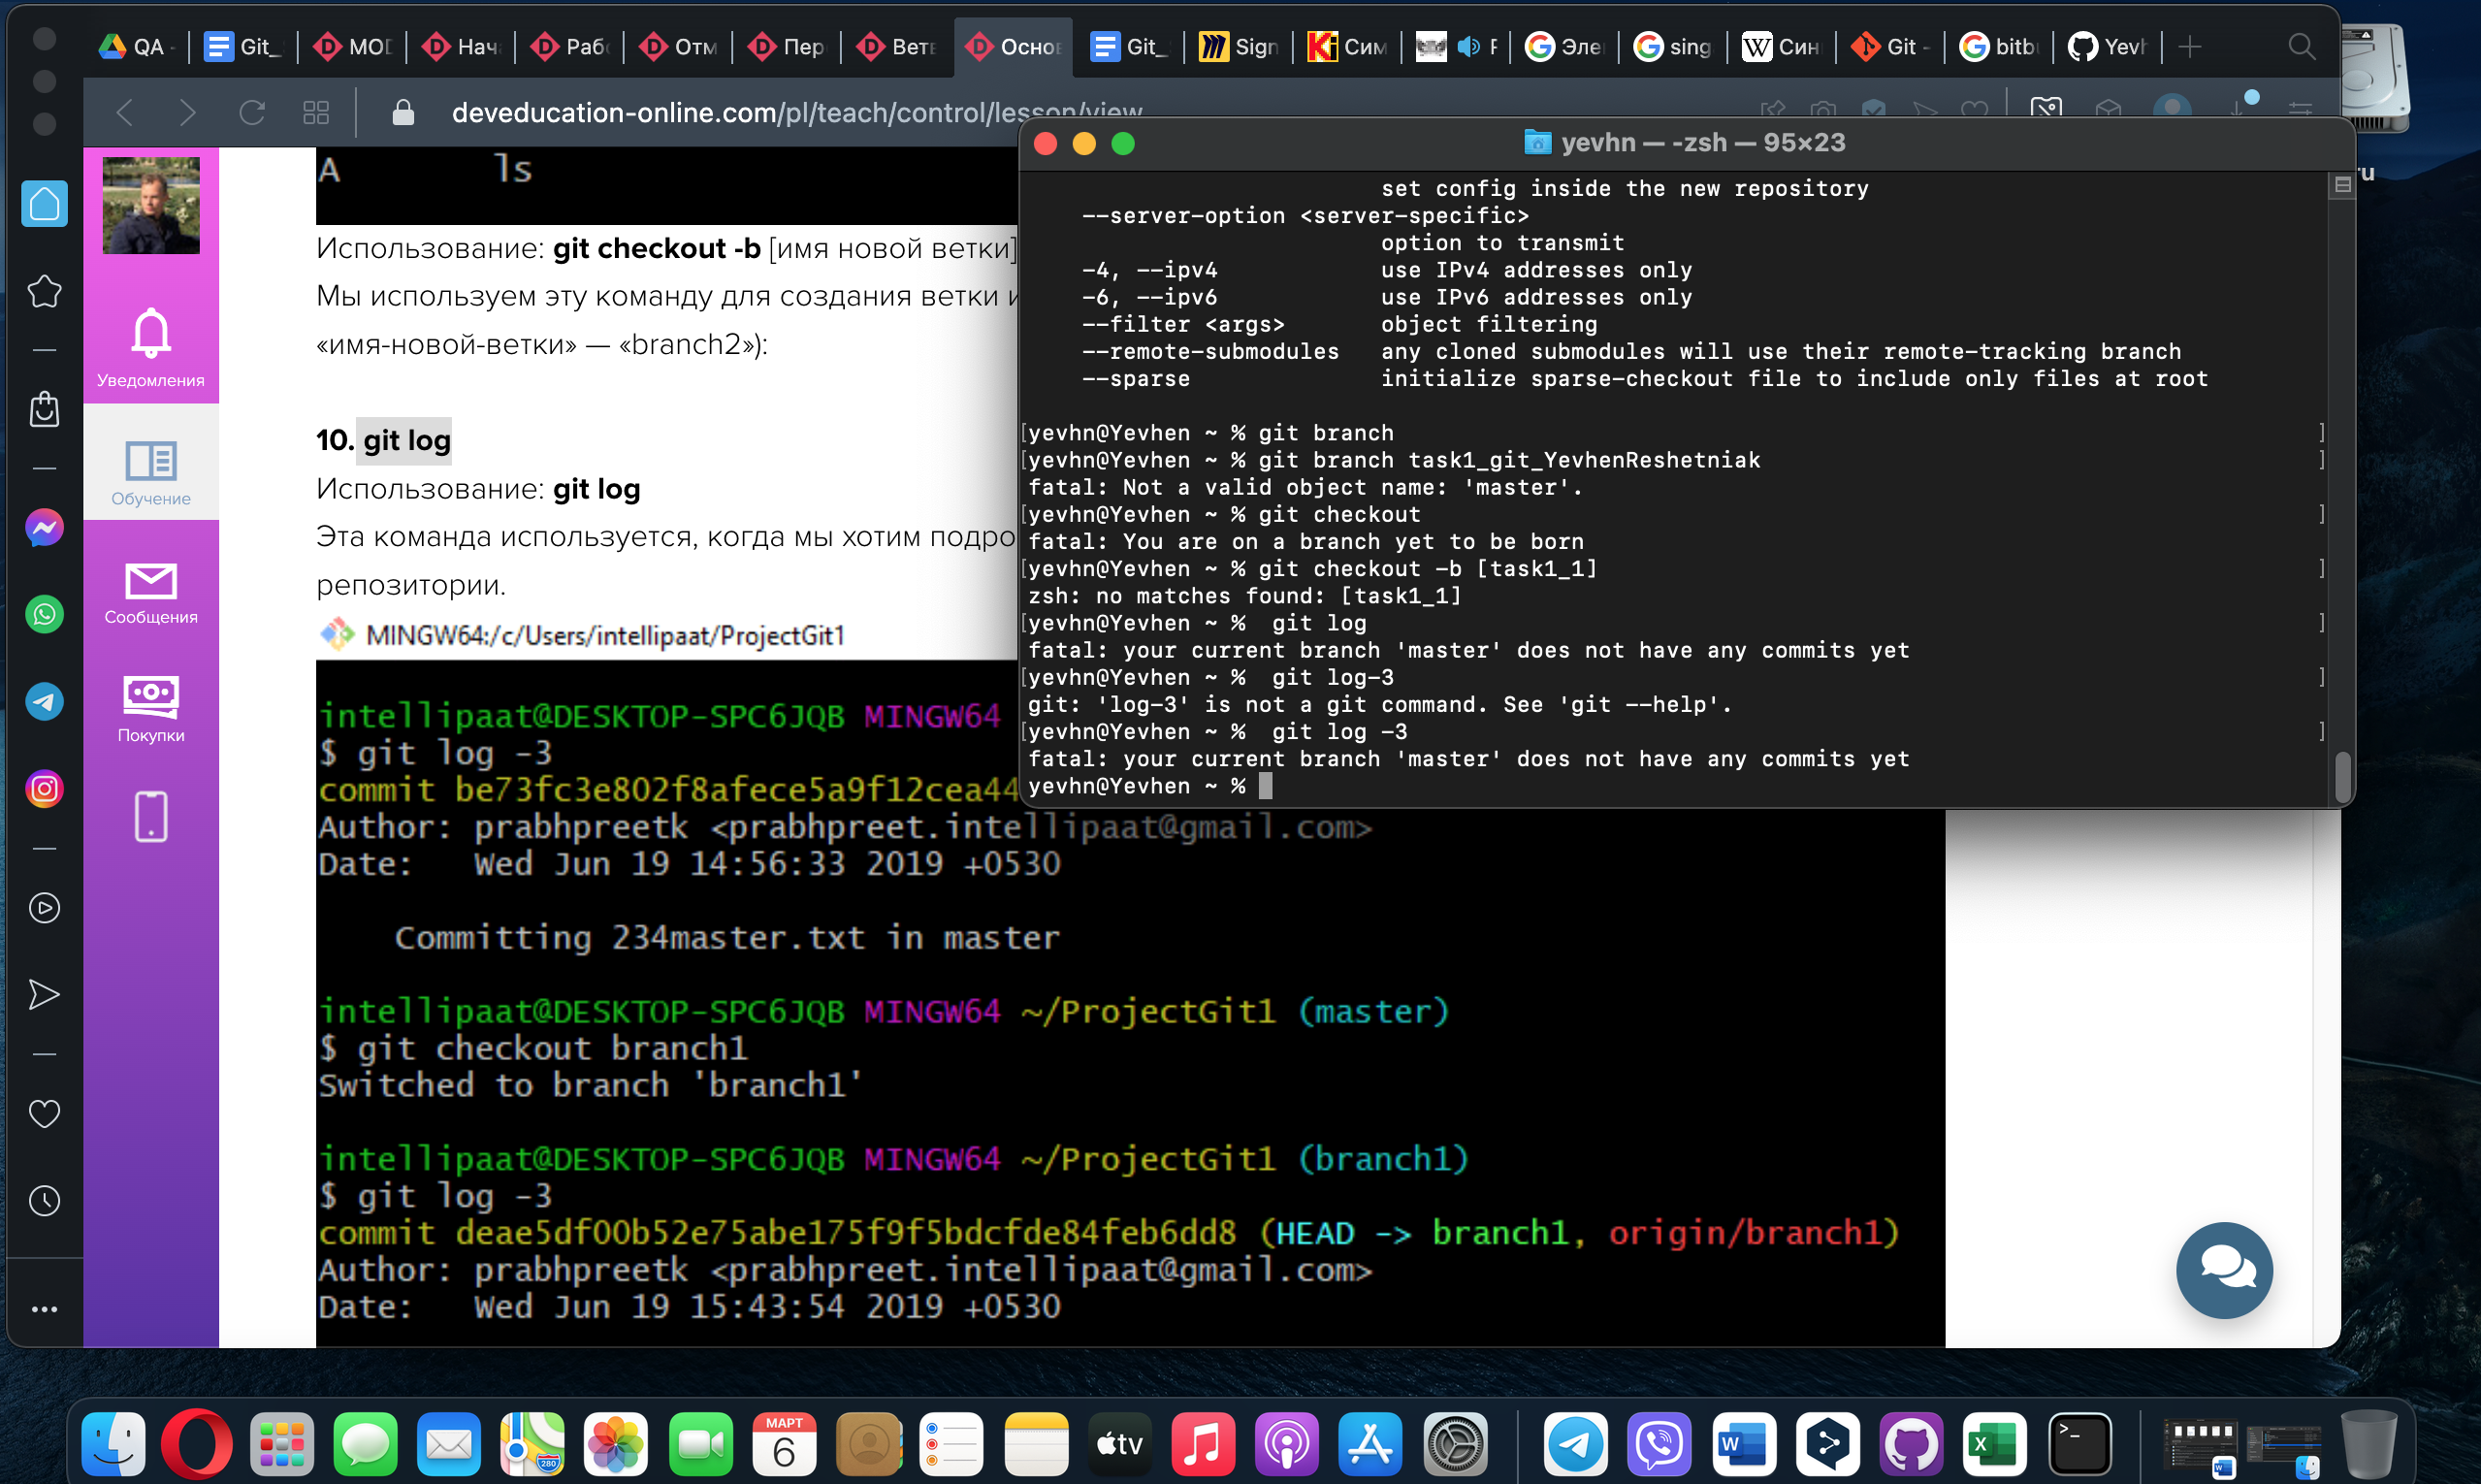 QA -
Git_
MOD
Нача
Рабо
Отм
Пер
Ветв
Основ
Git_
Sign
Сим
F
Эле
sing
Син
Git -
bitb
Yevh
deveducation-online.com/pl/teach/control/lesson/view
Уведомления
Обучение
Сообщения
Покупки
A ls
Использование: git checkout -b [имя новой ветки]
Мы используем эту команду для создания ветки и
«имя-новой-ветки» — «branch2»):
10. git log
Использование: git log
Эта команда используется, когда мы хотим подро
репозитории.
MINGW64:/c/Users/intellipaat/ProjectGit1
intellipaat@DESKTOP-SPC6JQB MINGW64
$ git log -3
commit be73fc3e802f8afece5a9f12cea44
Author: prabhpreetk <prabhpreet.intellipaat@gmail.com>
Date: Wed Jun 19 14:56:33 2019 +0530
Committing 234master.txt in master
intellipaat@DESKTOP-SPC6JQB MINGW64 ~/ProjectGit1 (master)
$ git checkout branch1
Switched to branch 'branch1'
intellipaat@DESKTOP-SPC6JQB MINGW64 ~/ProjectGit1 (branch1)
$ git log -3
commit deae5df00b52e75abe175f9f5bdcfde84feb6dd8 (HEAD -> branch1, origin/branch1)
Author: prabhpreetk <prabhpreet.intellipaat@gmail.com>
Date: Wed Jun 19 15:43:54 2019 +0530
yevhn — -zsh — 95×23
set config inside the new repository
--server-option <server-specific>
option to transmit
-4, --ipv4 use IPv4 addresses only
-6, --ipv6 use IPv6 addresses only
--filter <args> object filtering
--remote-submodules any cloned submodules will use their remote-tracking branch
--sparse initialize sparse-checkout file to include only files at root
[yevhn@Yevhen ~ % git branch ]
[yevhn@Yevhen ~ % git branch task1_git_YevhenReshetniak ]
fatal: Not a valid object name: 'master'.
[yevhn@Yevhen ~ % git checkout ]
fatal: You are on a branch yet to be born
[yevhn@Yevhen ~ % git checkout -b [task1_1] ]
zsh: no matches found: [task1_1]
[yevhn@Yevhen ~ % git log ]
fatal: your current branch 'master' does not have any commits yet
[yevhn@Yevhen ~ % git log-3 ]
git: 'log-3' is not a git command. See 'git --help'.
[yevhn@Yevhen ~ % git log -3 ]
fatal: your current branch 'master' does not have any commits yet
yevhn@Yevhen ~ %
ru
МАРТ
6
280
tv
W
X
>_